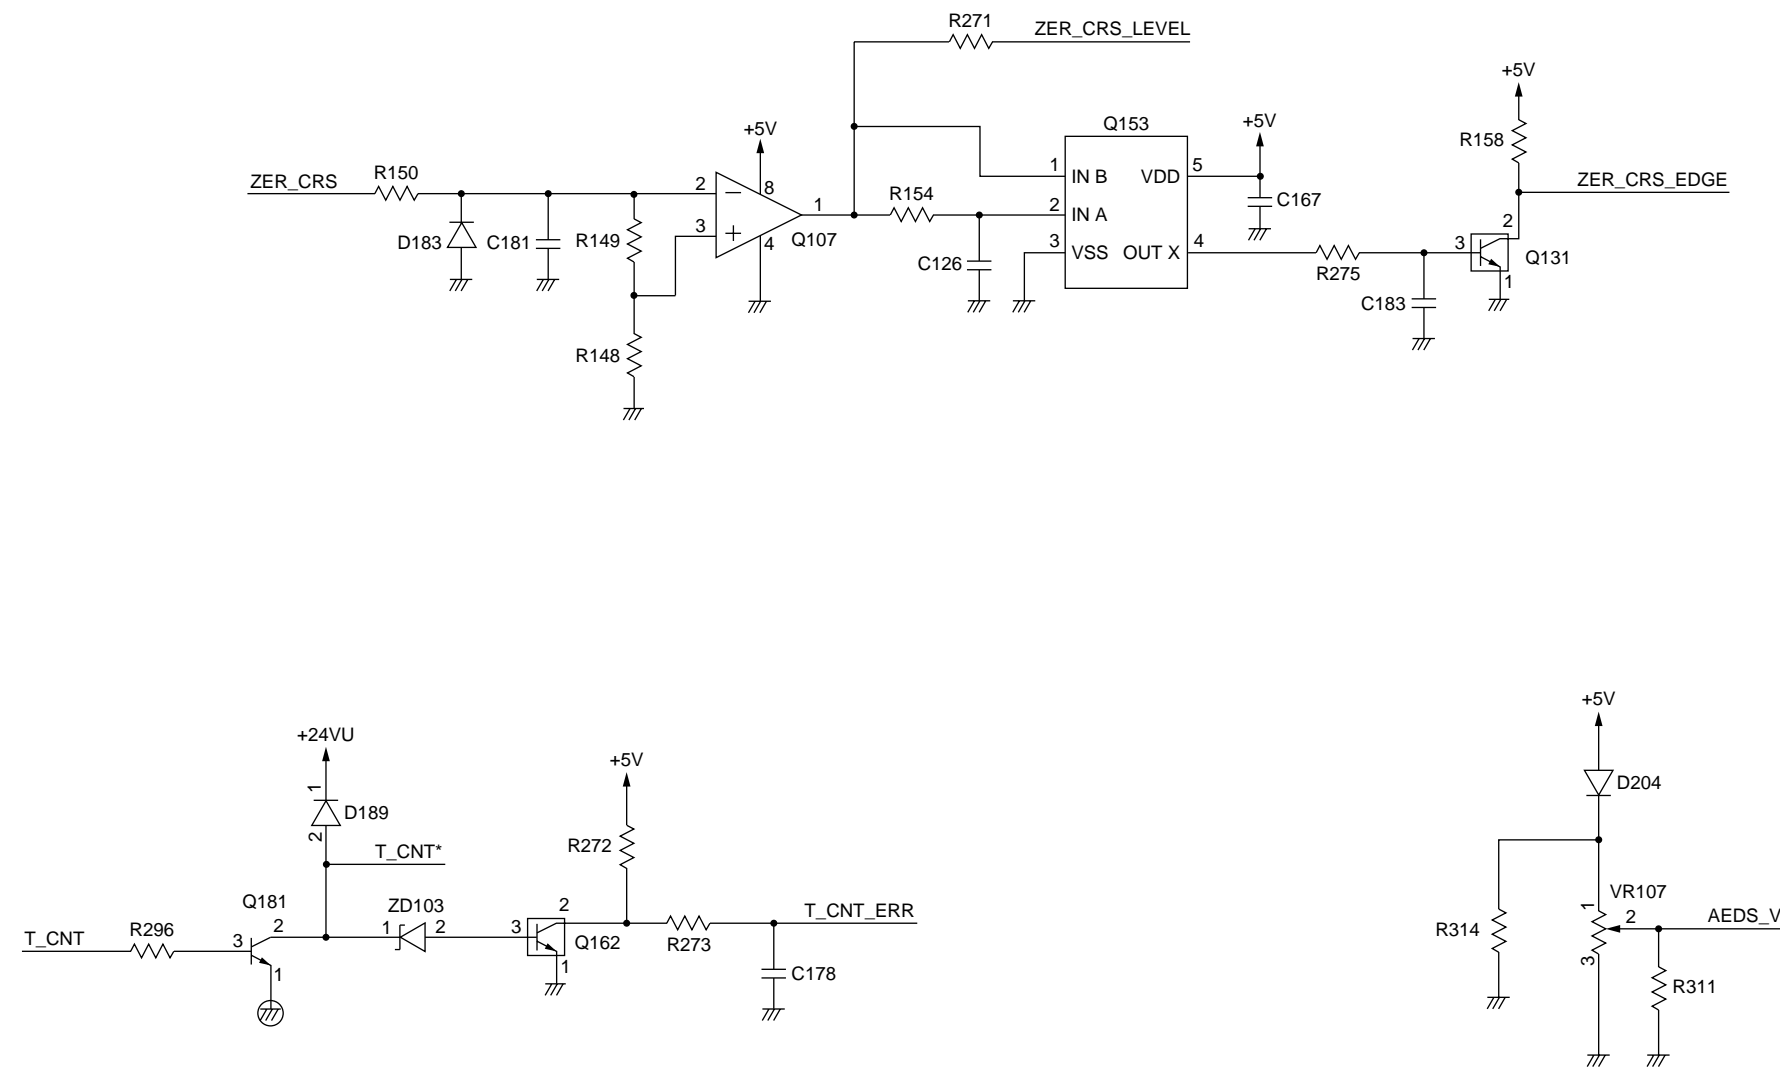 R271
ZER_CRS_LEVEL
+5V
R158
ZER_CRS_EDGE
2
3
Q131
1
Q153
+5V
1 IN B VDD 5
2 IN A
3 VSS OUT X 4
C167
R275
C183
+5V
ZER_CRS
R150
2
8
3
4
1
Q107
R154
C126
D183
C181
R149
R148
+24VU
1
D189
2
T_CNT*
+5V
R272
Q181
ZD103
T_CNT
R296
3
2
1
1
2
3
2
Q162
1
R273
T_CNT_ERR
C178
+5V
D204
VR107
1
2
3
AEDS_V
R314
R311